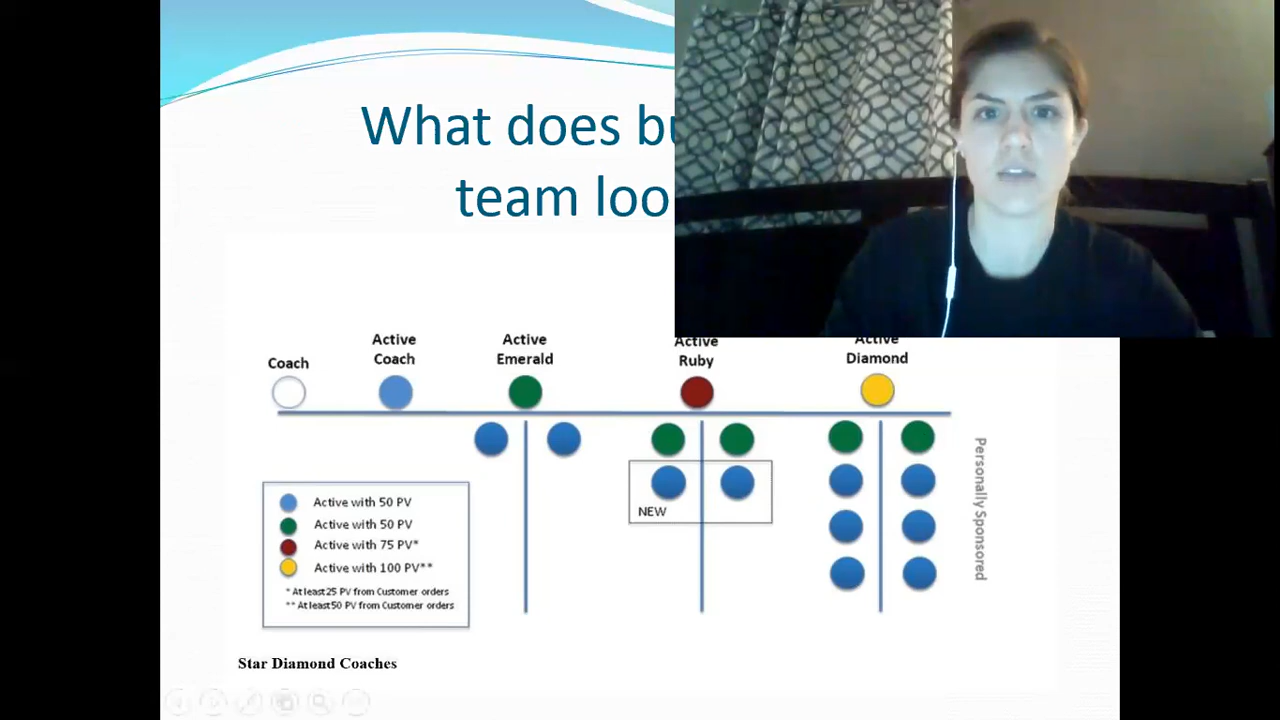 What does bu
team loo
Coach
Active
Coach
Active
Emerald
Active
Ruby
Active
Diamond
Personally Sponsored
NEW
Active with 50 PV
Active with 50 PV
Active with 75 PV*
Active with 100 PV**
* At least 25 PV from Customer orders
** At least 50 PV from Customer orders
Star Diamond Coaches